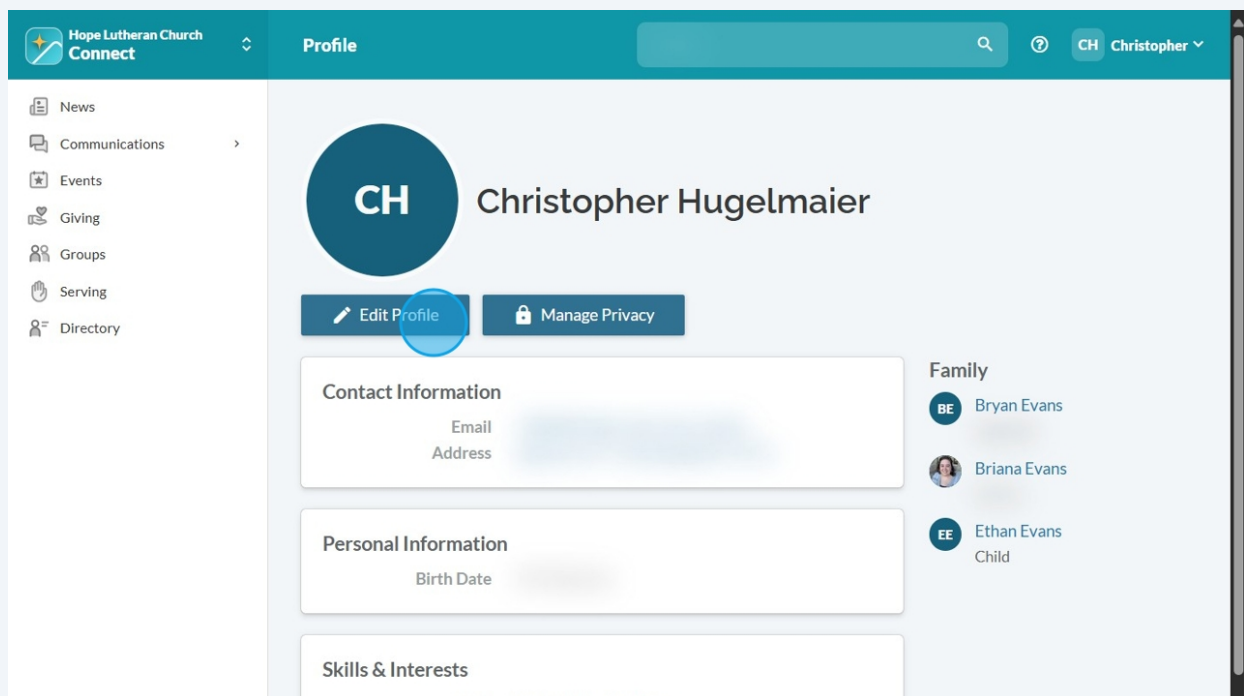 Hope Lutheran Church
Connect
Profile
CH Christopher
News
Communications
Events
Giving
Groups
Serving
Directory
CH
Christopher Hugelmaier
Edit Profile
Manage Privacy
Contact Information
Email
Address
Personal Information
Birth Date
Skills & Interests
Family
BE Bryan Evans
Briana Evans
EE Ethan Evans
Child